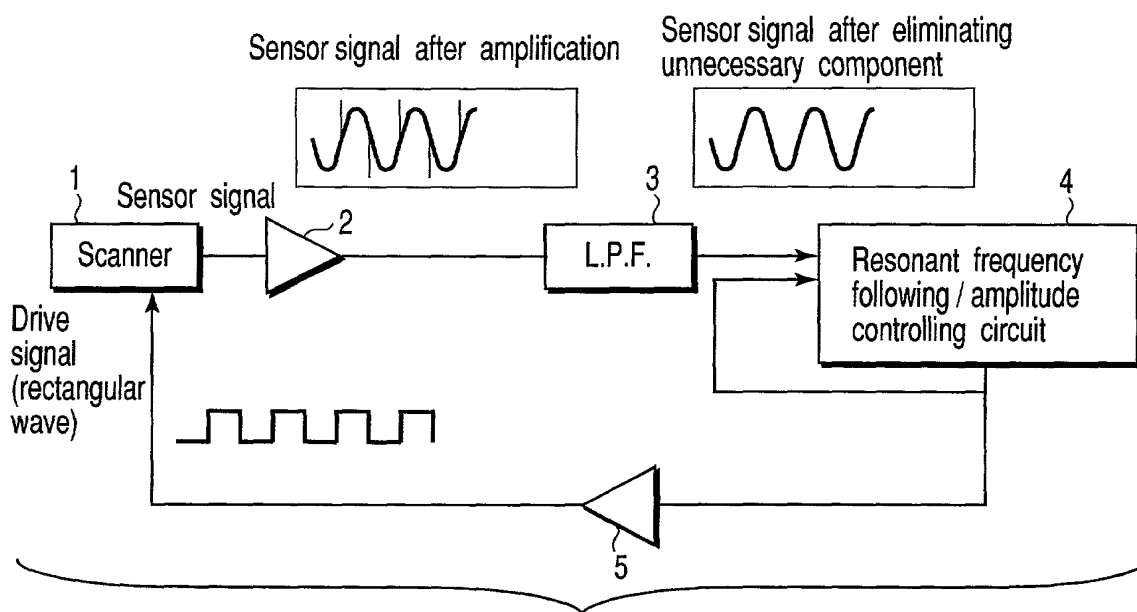 Sensor signal after amplification
Sensor signal after eliminating
unnecessary component
1
Sensor signal
2
3
4
Scanner
L.P.F.
Resonant frequency
following / amplitude
controlling circuit
Drive
signal
(rectangular
wave)
5